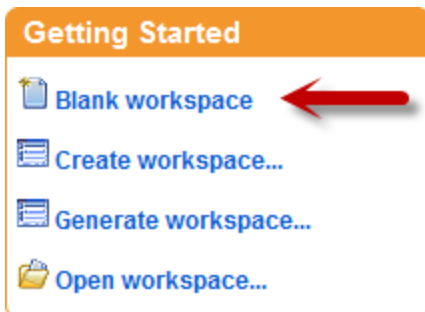 Getting Started
Blank workspace
Create workspace...
Generate workspace...
Open workspace...